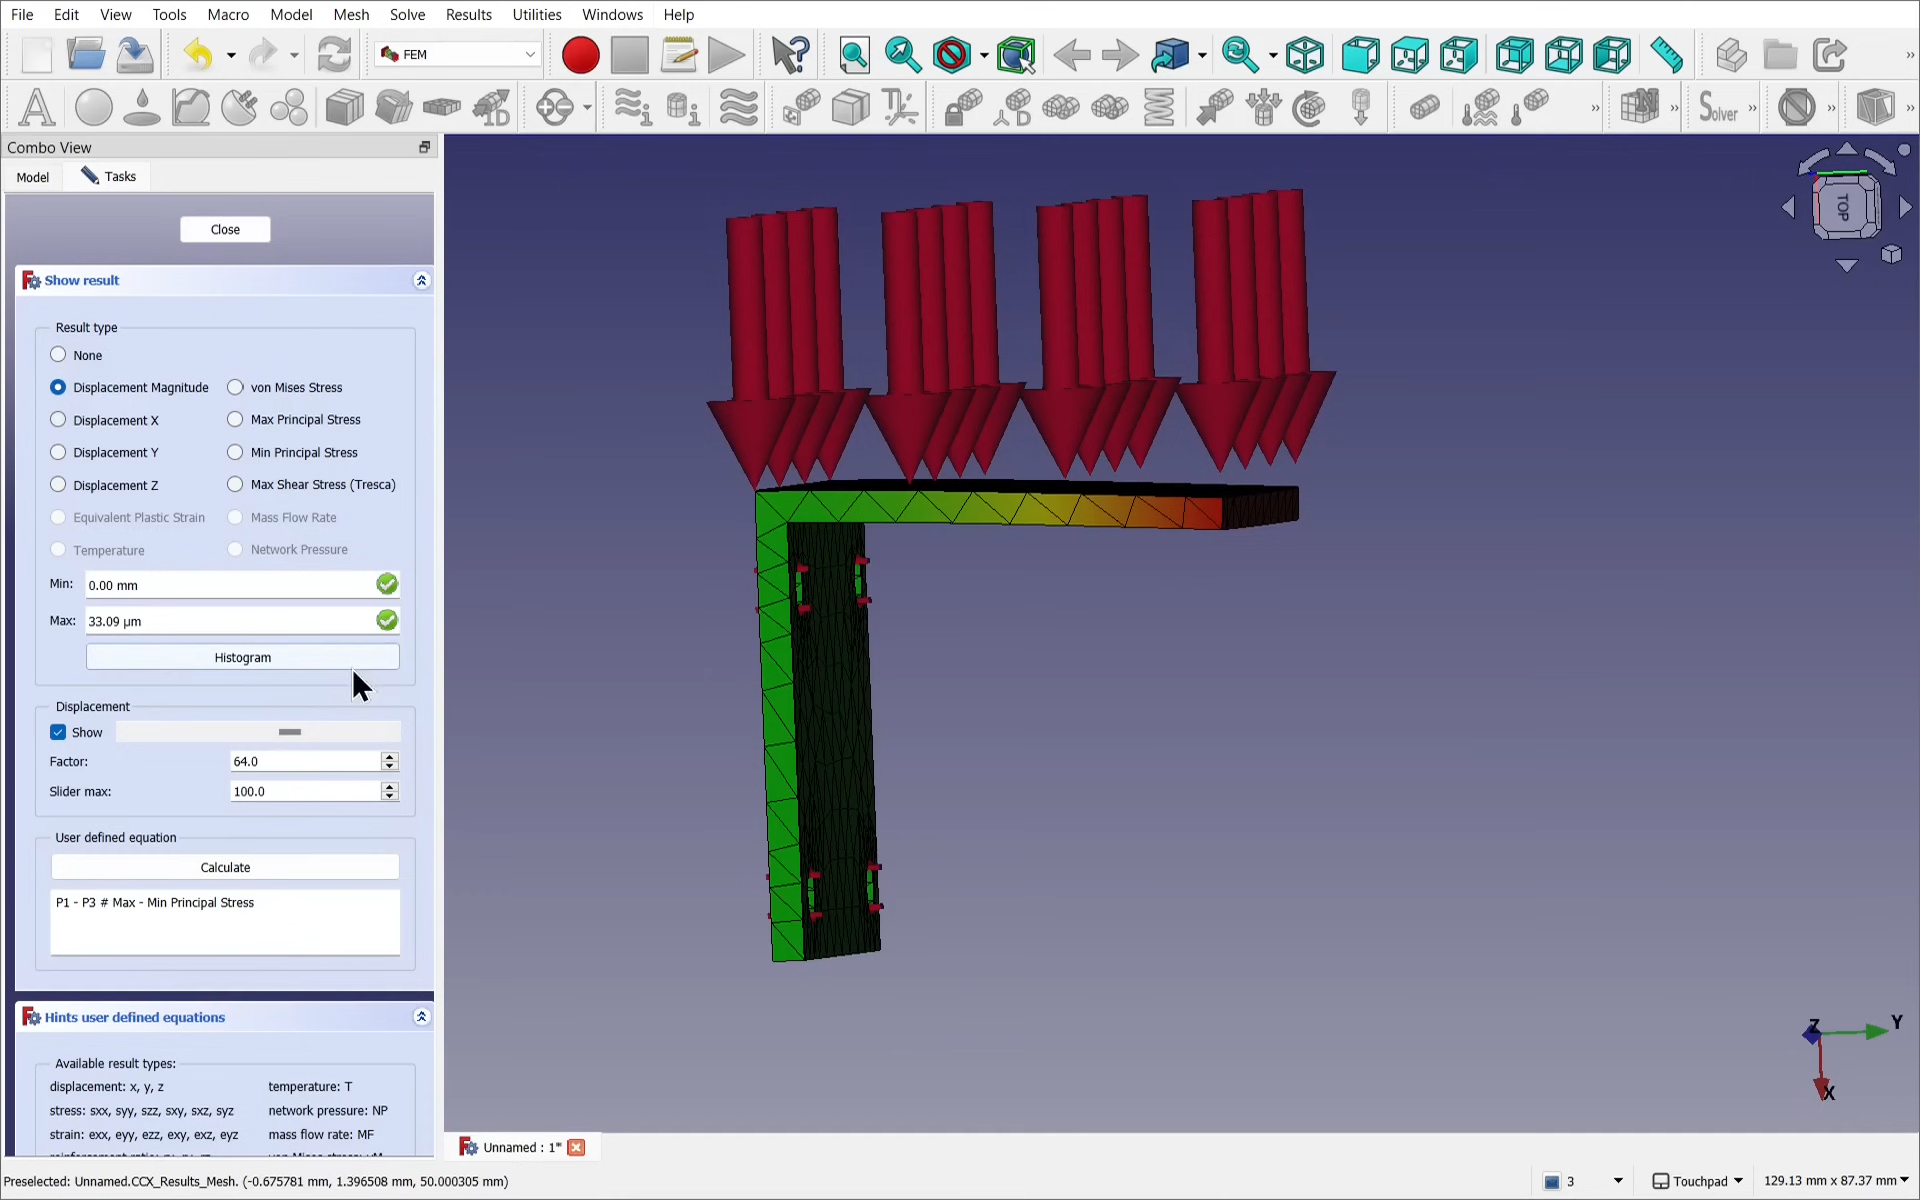 File Edit View Tools Macro Model Mesh Solve Results Utilities Windows Help
FEM
Solver
Combo View
Model Tasks
Close
Show result
Result type
None
Displacement Magnitude von Mises Stress
Displacement X Max Principal Stress
Displacement Y Min Principal Stress
Displacement Z Max Shear Stress (Tresca)
Equivalent Plastic Strain Mass Flow Rate
Temperature Network Pressure
Min: 0.00 mm
Max: 33.09 µm
Histogram
Displacement
Show
Factor: 64.0
Slider max: 100.0
User defined equation
Calculate
P1 - P3 # Max - Min Principal Stress
Hints user defined equations
Available result types:
displacement: x, y, z temperature: T
stress: sxx, syy, szz, sxy, sxz, syz network pressure: NP
strain: exx, eyy, ezz, exy, exz, eyz mass flow rate: MF
TOP
Z Y
X
Unnamed : 1*
Preselected: Unnamed.CCX_Results_Mesh. (-0.675781 mm, 1.396508 mm, 50.000305 mm) 3 Touchpad 129.13 mm x 87.37 mm